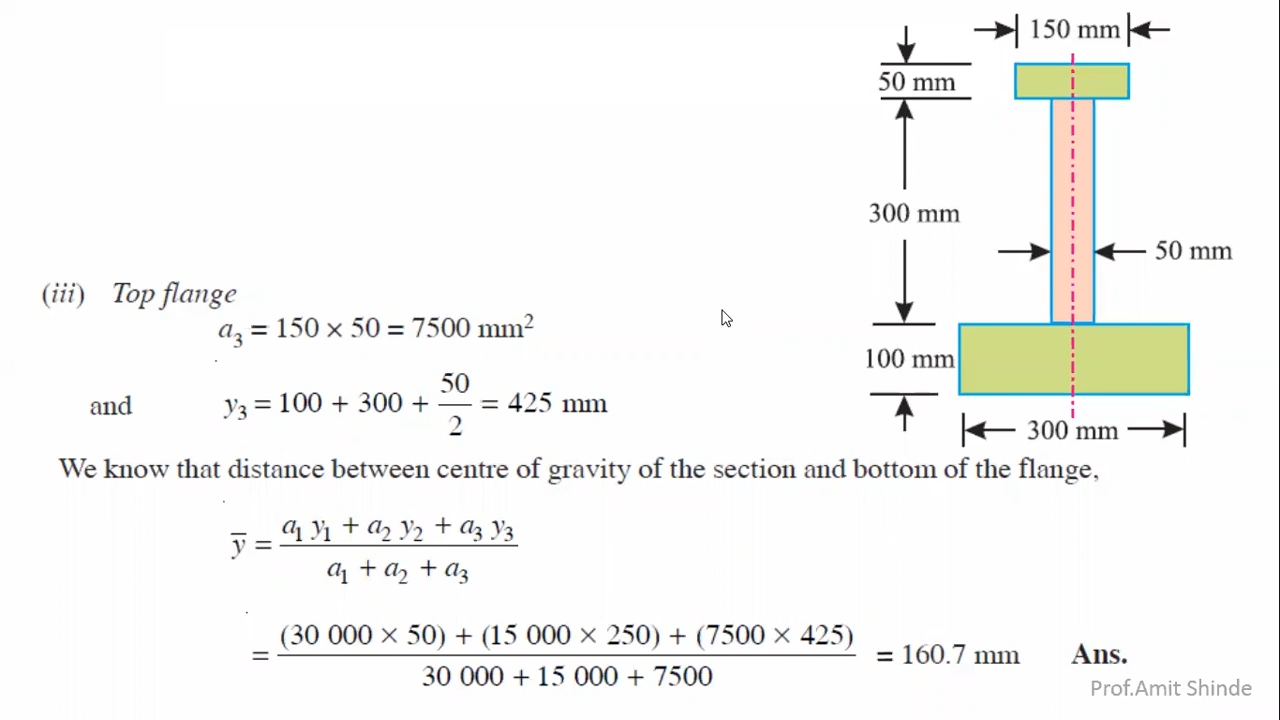 150 mm
50 mm
300 mm
50 mm
(iii) Top flange
a₃ = 150 × 50 = 7500 mm²
100 mm
and y₃ = 100 + 300 + 50/2 = 425 mm
300 mm
We know that distance between centre of gravity of the section and bottom of the flange,
y̅ = (a₁ y₁ + a₂ y₂ + a₃ y₃)/(a₁ + a₂ + a₃)
= ((30 000 × 50) + (15 000 × 250) + (7500 × 425))/(30 000 + 15 000 + 7500) = 160.7 mm Ans.
Prof.Amit Shinde